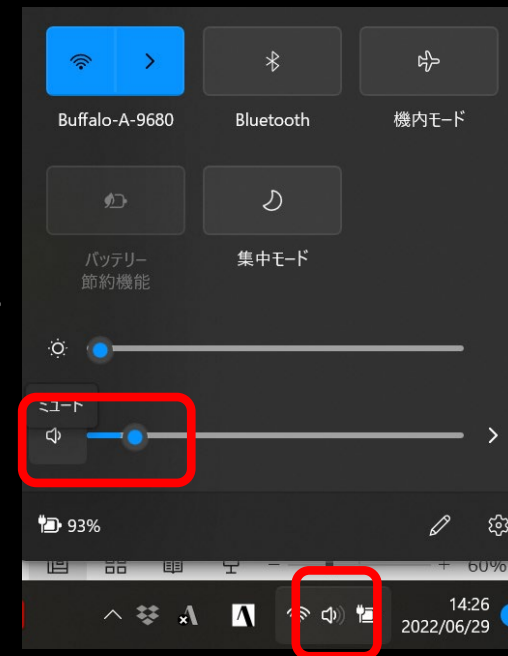 Buffalo-A-9680
Bluetooth
機内モード
バッテリー
節約機能
集中モード
ミュート
93%
60%
14:26
2022/06/29